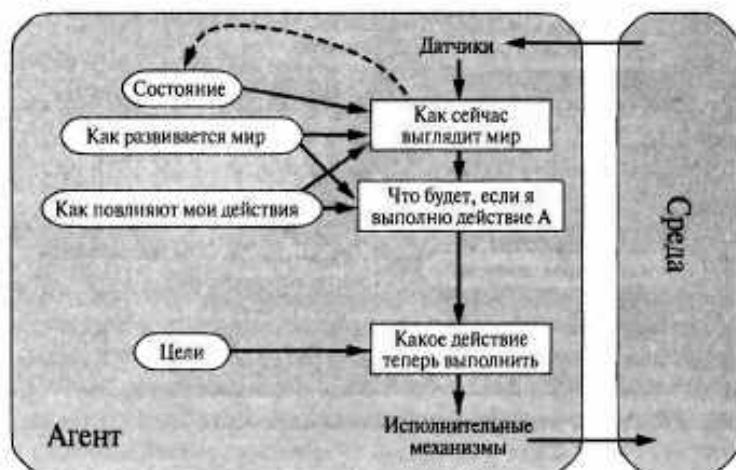 Датчики
Состояние
Как сейчас
выглядит мир
Как развивается мир
Что будет, если я
выполню действие А
Как повлияют мои действия
Среда
Цели
Какое действие
теперь выполнить
Исполнительные
механизмы
Агент